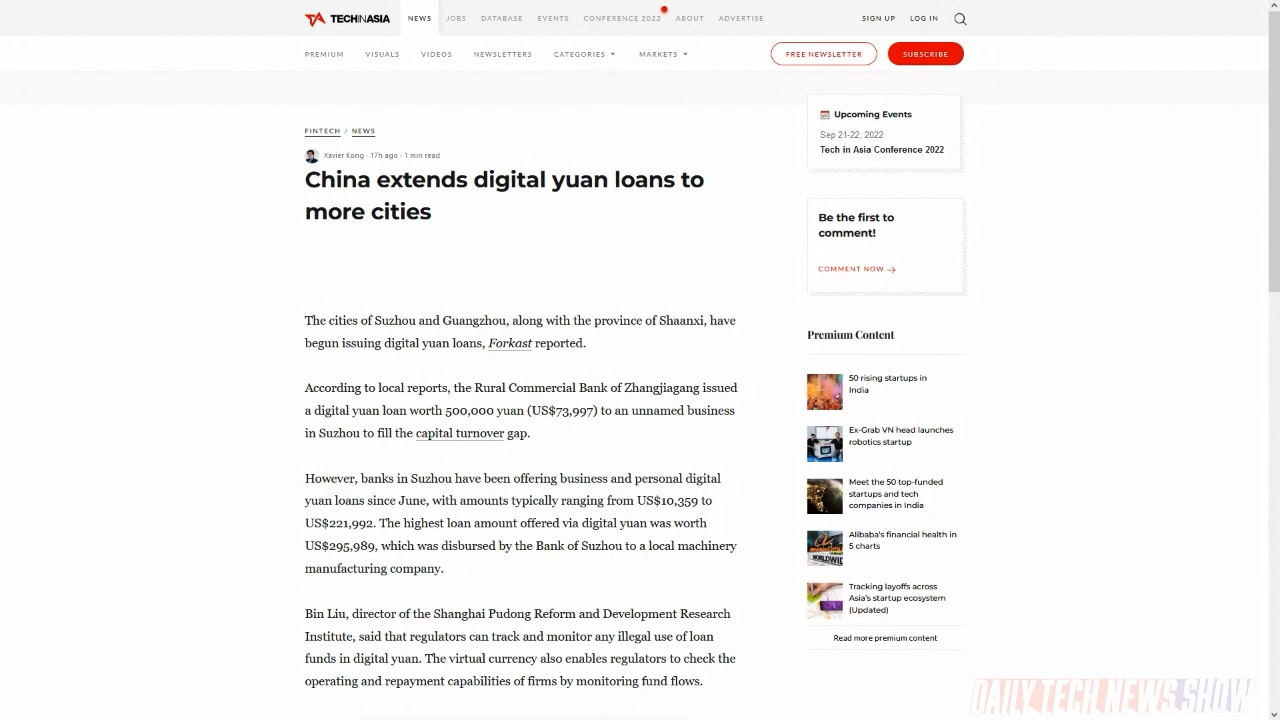 TECHINASIA
NEWS
JOBS
DATABASE
EVENTS
CONFERENCE 2022
ABOUT
ADVERTISE
SIGN UP
LOG IN
PREMIUM
VISUALS
VIDEOS
NEWSLETTERS
CATEGORIES
MARKETS
FREE NEWSLETTER
SUBSCRIBE
FINTECH / NEWS
Xavier Kong · 17h ago · 1 min read
China extends digital yuan loans to
more cities
The cities of Suzhou and Guangzhou, along with the province of Shaanxi, have
begun issuing digital yuan loans, Forkast reported.
According to local reports, the Rural Commercial Bank of Zhangjiagang issued
a digital yuan loan worth 500,000 yuan (US$73,997) to an unnamed business
in Suzhou to fill the capital turnover gap.
However, banks in Suzhou have been offering business and personal digital
yuan loans since June, with amounts typically ranging from US$10,359 to
US$221,992. The highest loan amount offered via digital yuan was worth
US$295,989, which was disbursed by the Bank of Suzhou to a local machinery
manufacturing company.
Bin Liu, director of the Shanghai Pudong Reform and Development Research
Institute, said that regulators can track and monitor any illegal use of loan
funds in digital yuan. The virtual currency also enables regulators to check the
operating and repayment capabilities of firms by monitoring fund flows.
Upcoming Events
Sep 21-22, 2022
Tech in Asia Conference 2022
Be the first to
comment!
COMMENT NOW
Premium Content
50 rising startups in
India
Ex-Grab VN head launches
robotics startup
Meet the 50 top-funded
startups and tech
companies in India
Alibaba's financial health in
5 charts
Tracking layoffs across
Asia's startup ecosystem
(Updated)
Read more premium content
DAILY TECH NEWS SHOW